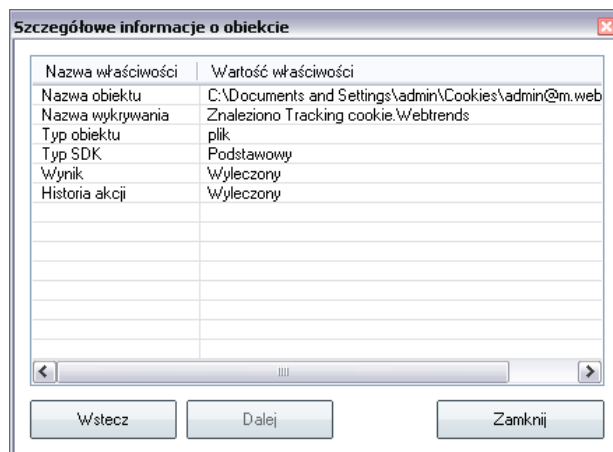 Szczegółowe informacje o obiekcie
Nazwa właściwości Wartość właściwości
Nazwa obiektu C:\Documents and Settings\admin\Cookies\admin@m.web
Nazwa wykrywania Znaleziono Tracking cookie.Webtrends
Typ obiektu plik
Typ SDK Podstawowy
Wynik Wyleczony
Historia akcji Wyleczony
Wstecz Dalej Zamknij